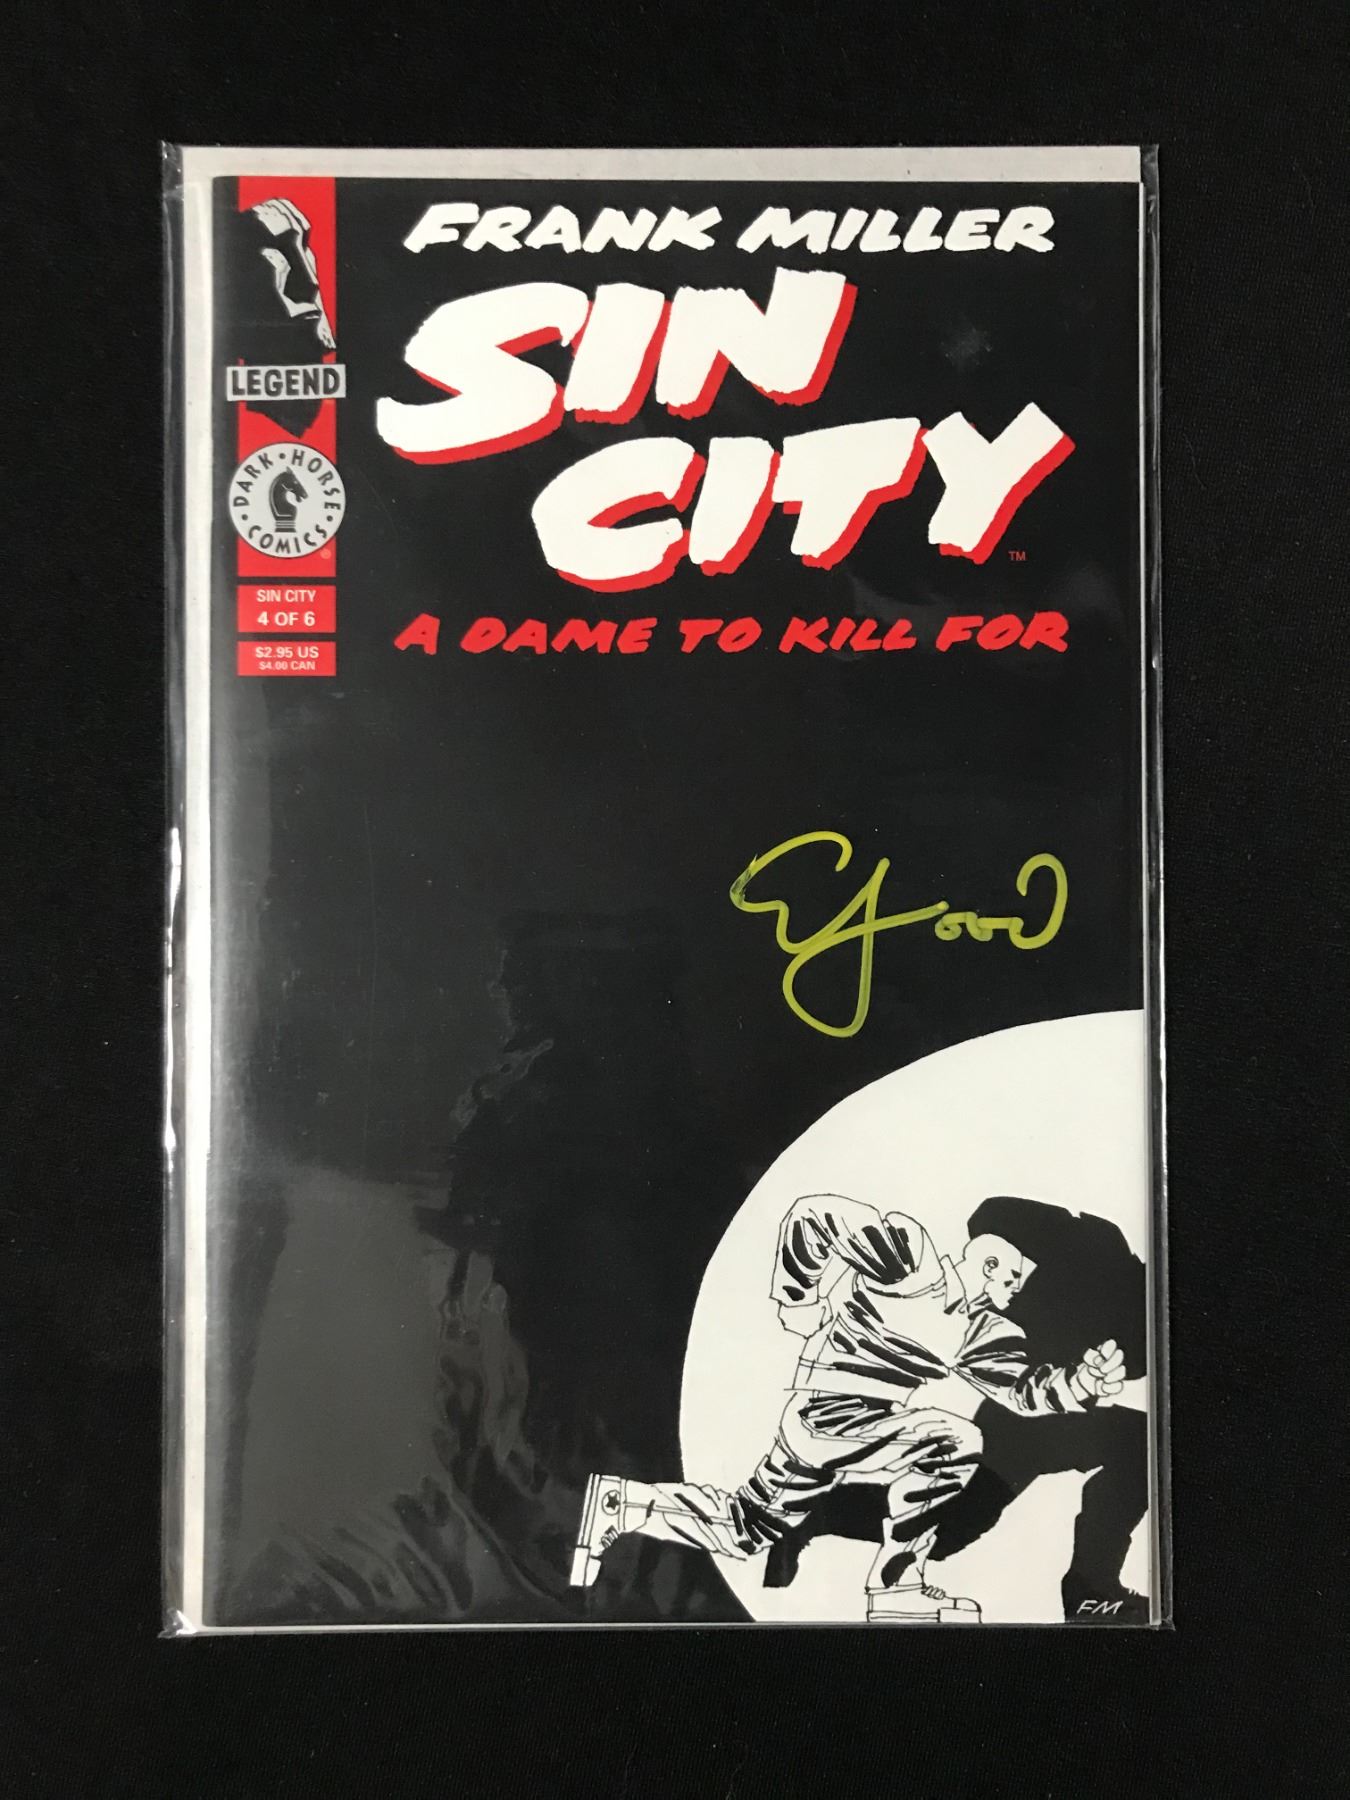 FRANK MILLER
SIN
CITY
™
A DAME TO KILL FOR
LEGEND
DARK • HORSE
• COMICS •
®
SIN CITY
4 OF 6
$2.95 US
$4.00 CAN
FM